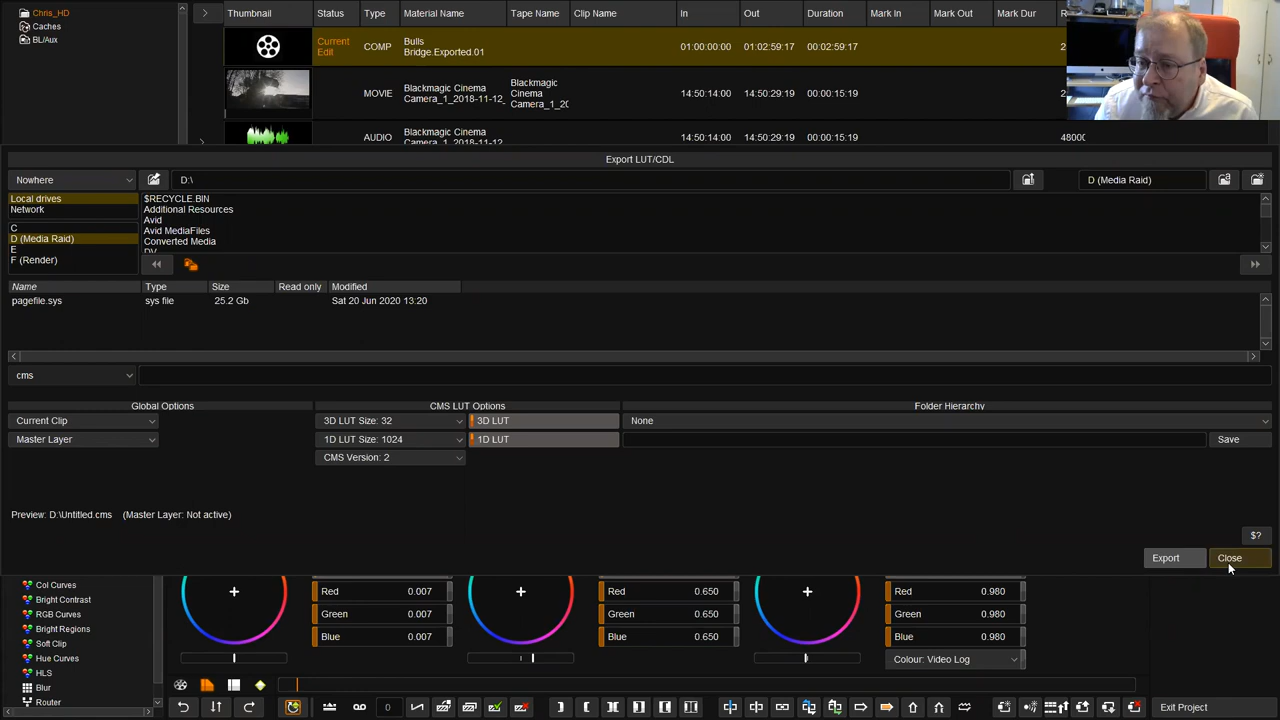 Chris_HD
Caches
BL/Aux
Thumbnail Status Type Material Name Tape Name Clip Name In Out Duration Mark In Mark Out Mark Dur
Current Edit COMP Bulls Bridge.Exported.01 01:00:00:00 01:02:59:17 00:02:59:17
MOVIE Blackmagic Cinema Camera_1_2018-11-12_ Blackmagic Cinema Camera_1_20 14:50:14:00 14:50:29:19 00:00:15:19
AUDIO Blackmagic Cinema Camera_1_2018-11-12_ 14:50:14:00 14:50:29:19 00:00:15:19 48000
Export LUT/CDL
Nowhere D:\ D (Media Raid)
Local drives
Network
C
D (Media Raid)
E
F (Render)
$RECYCLE.BIN
Additional Resources
Avid
Avid MediaFiles
Converted Media
DV
Name Type Size Read only Modified
pagefile.sys sys file 25.2 Gb Sat 20 Jun 2020 13:20
cms
Global Options CMS LUT Options Folder Hierarchy
Current Clip 3D LUT Size: 32 3D LUT None
Master Layer 1D LUT Size: 1024 1D LUT Save
CMS Version: 2
Preview: D:\Untitled.cms (Master Layer: Not active)
$?
Export Close
Col Curves
Bright Contrast
RGB Curves
Bright Regions
Soft Clip
Hue Curves
HLS
Blur
Router
Red 0.007 Red 0.650 Red 0.980
Green 0.007 Green 0.650 Green 0.980
Blue 0.007 Blue 0.650 Blue 0.980
Colour: Video Log
0 Exit Project